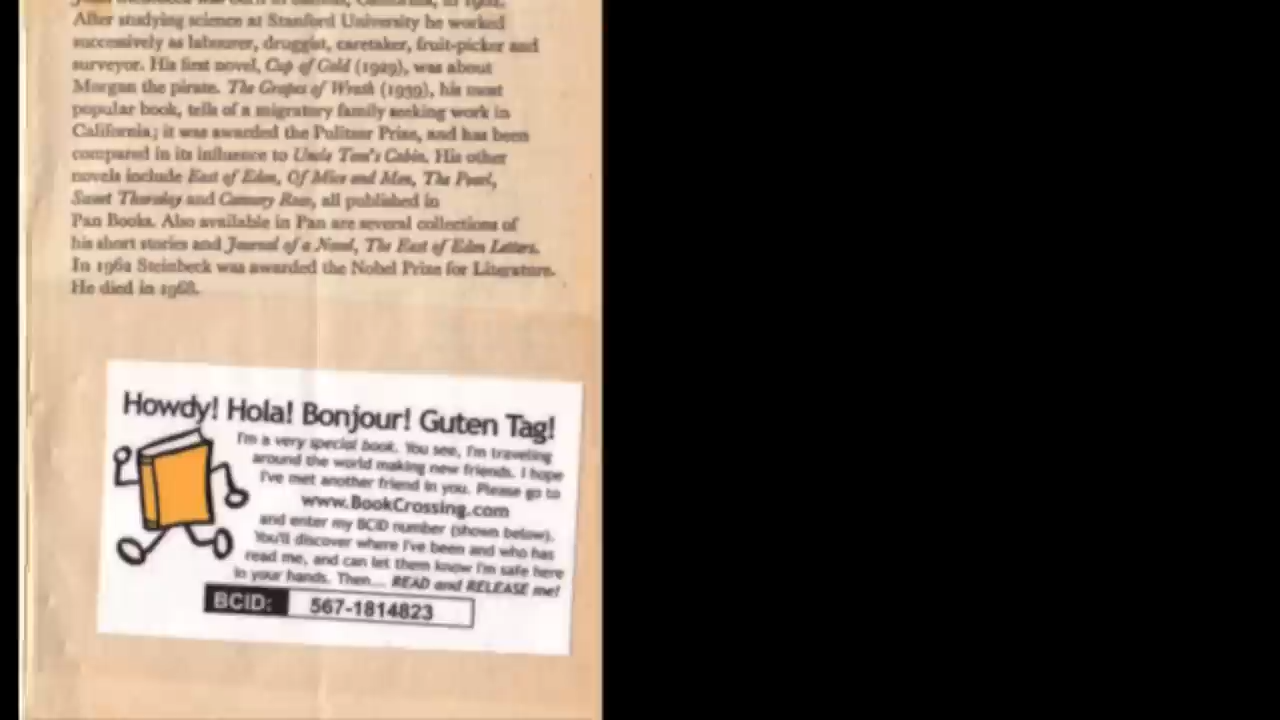 John Steinbeck was born in Salinas, California, in 1902.
After studying science at Stanford University he worked
successively as labourer, druggist, caretaker, fruit-picker and
surveyor. His first novel, Cup of Gold (1929), was about
Morgan the pirate. The Grapes of Wrath (1939), his most
popular book, tells of a migratory family seeking work in
California; it was awarded the Pulitzer Prize, and has been
compared in its influence to Uncle Tom's Cabin. His other
novels include East of Eden, Of Mice and Men, The Pearl,
Sweet Thursday and Cannery Row, all published in
Pan Books. Also available in Pan are several collections of
his short stories and Journal of a Novel, The East of Eden Letters.
In 1962 Steinbeck was awarded the Nobel Prize for Literature.
He died in 1968.
Howdy! Hola! Bonjour! Guten Tag!
I'm a very special book. You see, I'm traveling
around the world making new friends. I hope
I've met another friend in you. Please go to
www.BookCrossing.com
and enter my BCID number (shown below).
You'll discover where I've been and who has
read me, and can let them know I'm safe here
in your hands. Then... READ and RELEASE me!
BCID: 567-1814823